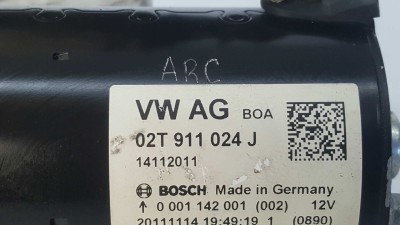 ARC
VW AG BOA
02T 911 024 J
14112011
BOSCH Made in Germany
0 001 142 001 (002) 12V
20111114 19:49:19 1 (0890)